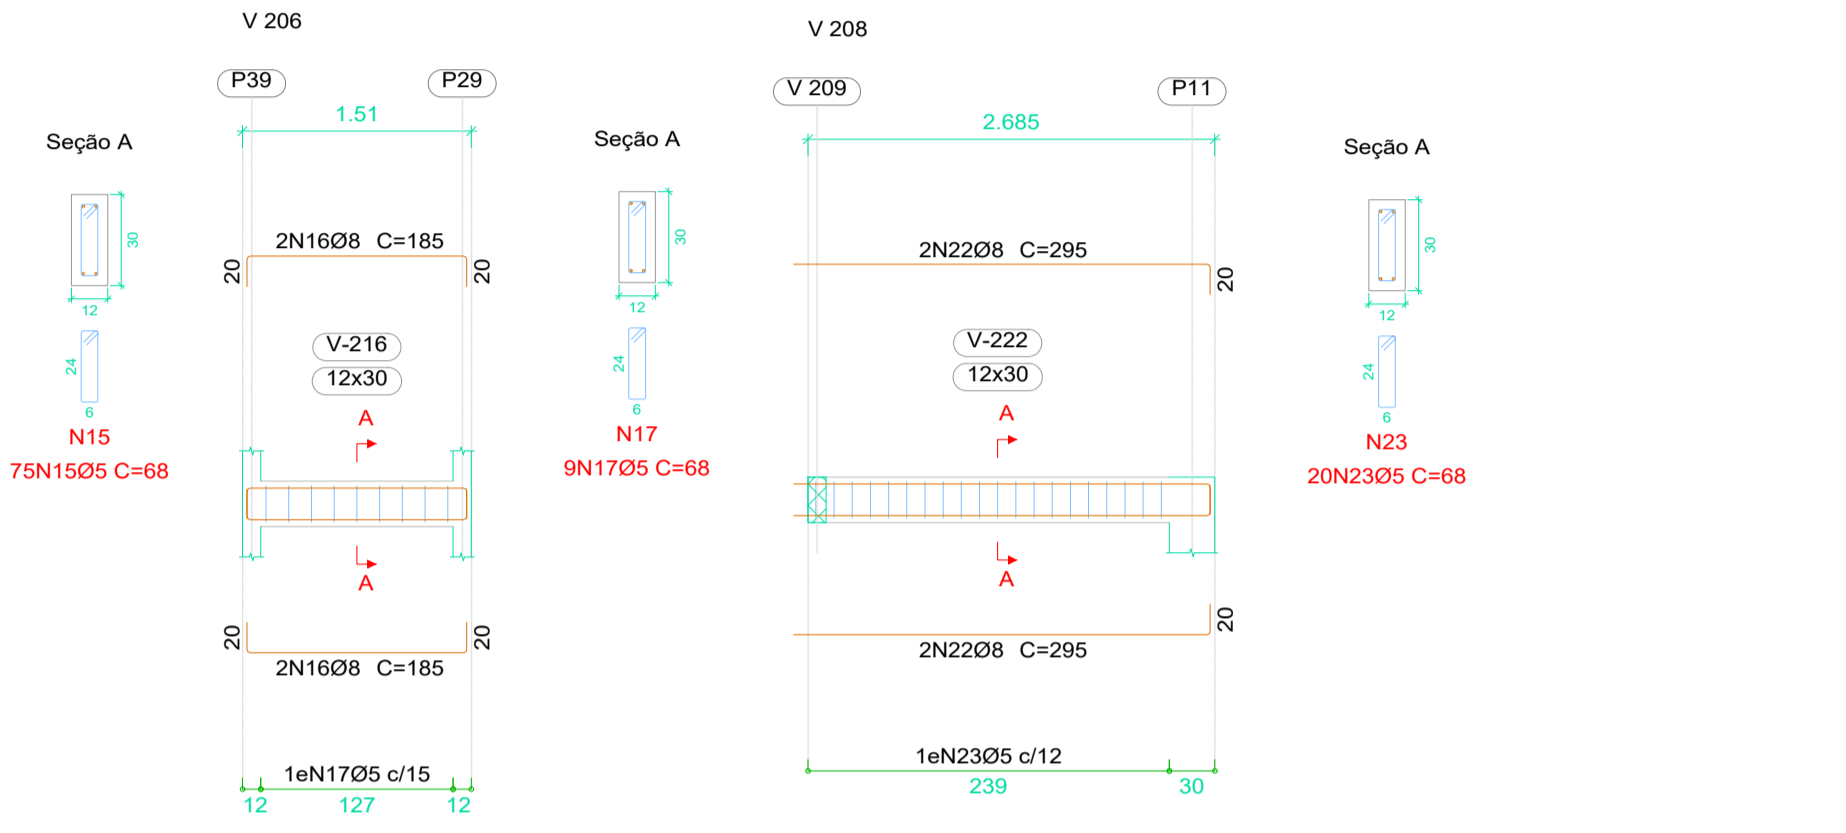 V 206
P39
P29
1.51
Seção A
30
12
24
6
N15
75N15Ø5 C=68
2N16Ø8 C=185
20
20
V-216
12x30
A
A
20
20
2N16Ø8 C=185
1eN17Ø5 c/15
12
127
12
Seção A
30
12
24
6
N17
9N17Ø5 C=68
V 208
V 209
P11
2.685
2N22Ø8 C=295
20
V-222
12x30
A
A
20
2N22Ø8 C=295
1eN23Ø5 c/12
239
30
Seção A
30
12
24
6
N23
20N23Ø5 C=68